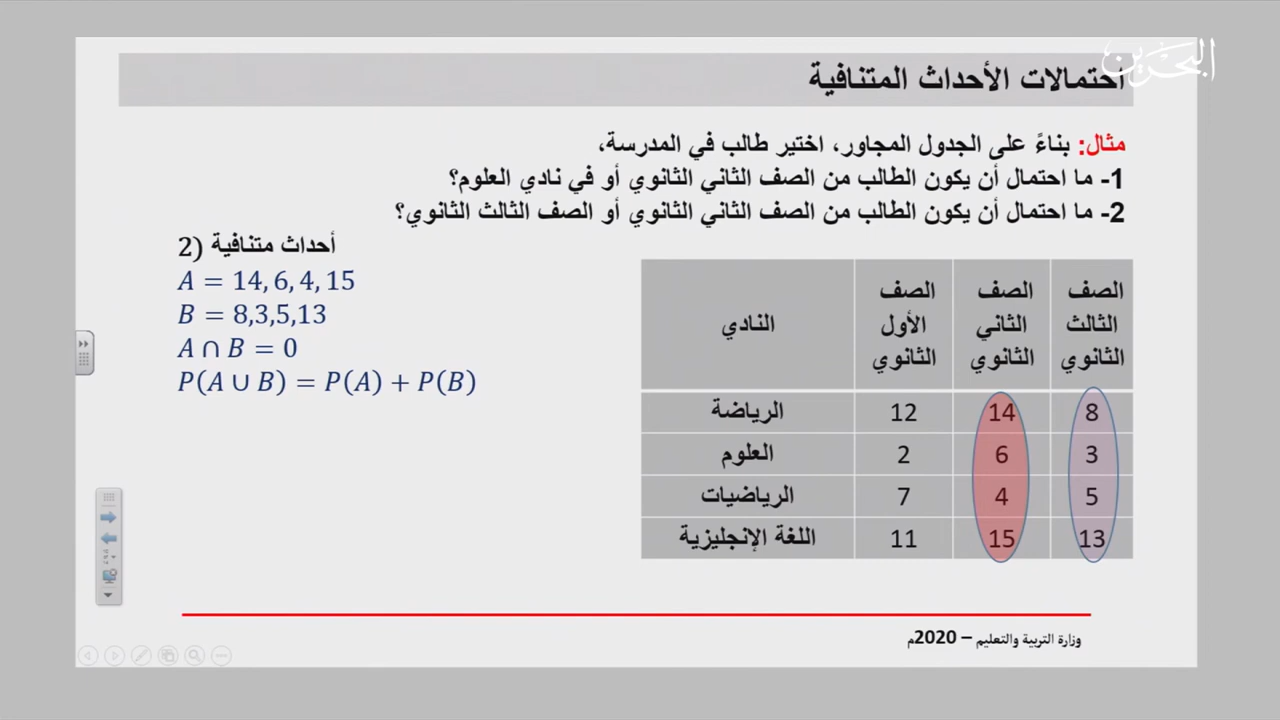 البحرين
احتمالات الأحداث المتنافية
مثال: بناءً على الجدول المجاور، اختير طالب في المدرسة،
1- ما احتمال أن يكون الطالب من الصف الثاني الثانوي أو في نادي العلوم؟
2- ما احتمال أن يكون الطالب من الصف الثاني الثانوي أو الصف الثالث الثانوي؟
2) أحداث متنافية
A = 14, 6, 4, 15
B = 8,3,5,13
A ∩ B = 0
P(A ∪ B) = P(A) + P(B)
النادي | الصف الأول الثانوي | الصف الثاني الثانوي | الصف الثالث الثانوي
الرياضة | 12 | 14 | 8
العلوم | 2 | 6 | 3
الرياضيات | 7 | 4 | 5
اللغة الإنجليزية | 11 | 15 | 13
وزارة التربية والتعليم – 2020م